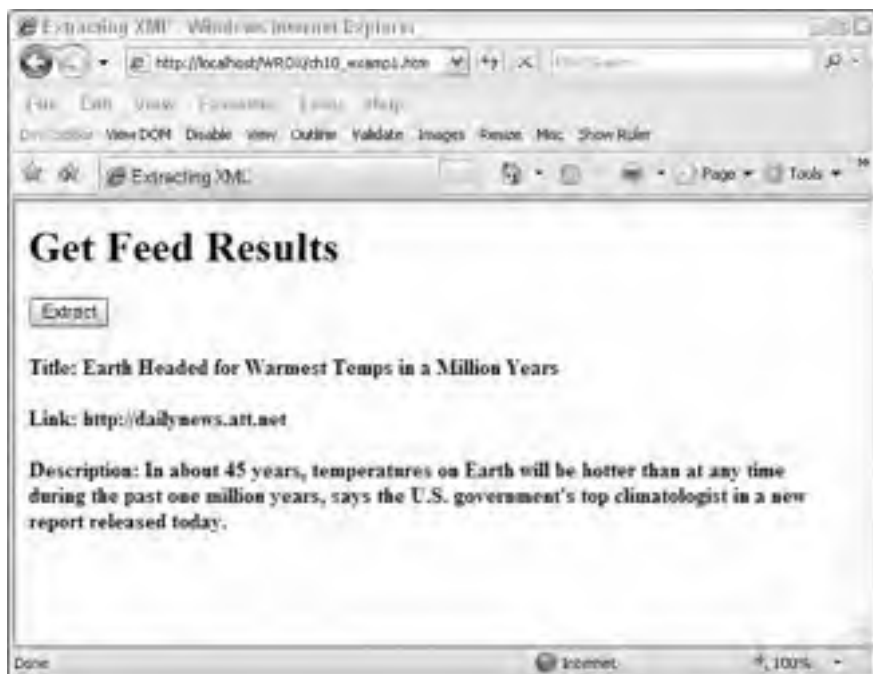 Extracting XML - Windows Internet Explorer
http://localhost/WROX/ch10_examp1.htm
File Edit View Favorites Tools Help
View DOM Disable View Outline Validate Images Resize Misc Show Ruler
Extracting XML
Page Tools
Get Feed Results
Extract
Title: Earth Headed for Warmest Temps in a Million Years
Link: http://dailynews.att.net
Description: In about 45 years, temperatures on Earth will be hotter than at any time
during the past one million years, says the U.S. government's top climatologist in a new
report released today.
Done
Internet
100%